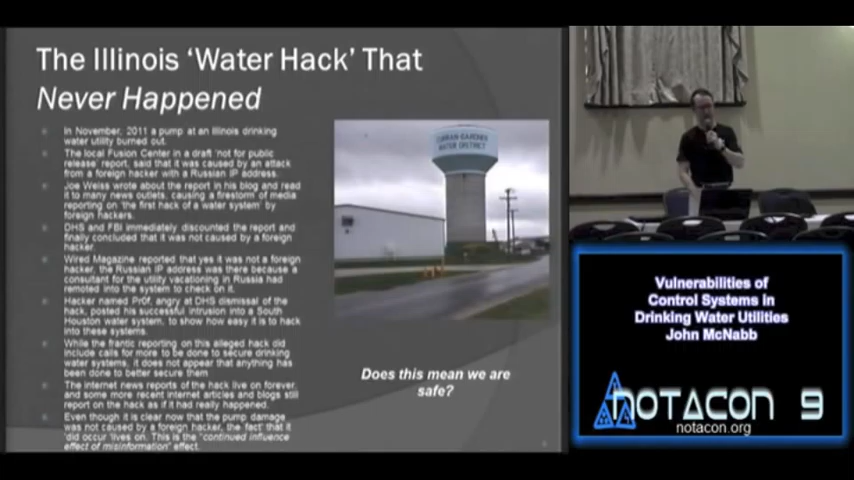 The Illinois 'Water Hack' That
Never Happened
In November, 2011 a pump at an Illinois drinking
water utility burned out.
The local Fusion Center in a draft 'not for public
release' report, said that it was caused by an attack
from a foreign hacker with a Russian IP address.
Joe Weiss wrote about the report in his blog and read
it to many news outlets, causing a firestorm of media
reporting on 'the first hack of a water system' by
foreign hackers.
DHS and FBI immediately discounted the report and
finally concluded that it was not caused by a foreign
hacker.
Wired Magazine reported that yes it was not a foreign
hacker, the Russian IP address was there because a
consultant for the utility vacationing in Russia had
remoted into the system to check on it.
Hacker named Pr0f, angry at DHS dismissal of the
hack, posted his successful intrusion into a South
Houston water system, to show how easy it is to hack
into these systems.
While the frantic reporting on this alleged hack did
include calls for more to be done to secure drinking
water systems, it does not appear that anything has
been done to better secure them
The internet news reports of the hack live on forever,
and some more recent internet articles and blogs still
report on the hack as if it had really happened.
Even though it is clear now that the pump damage
was not caused by a foreign hacker, the 'fact' that it
'did occur' lives on. This is the "continued influence
effect of misinformation" effect.
CURRAN GARDNER
WATER DISTRICT
Does this mean we are
safe?
Vulnerabilities of
Control Systems in
Drinking Water Utilities
John McNabb
NOTACON 9
notacon.org